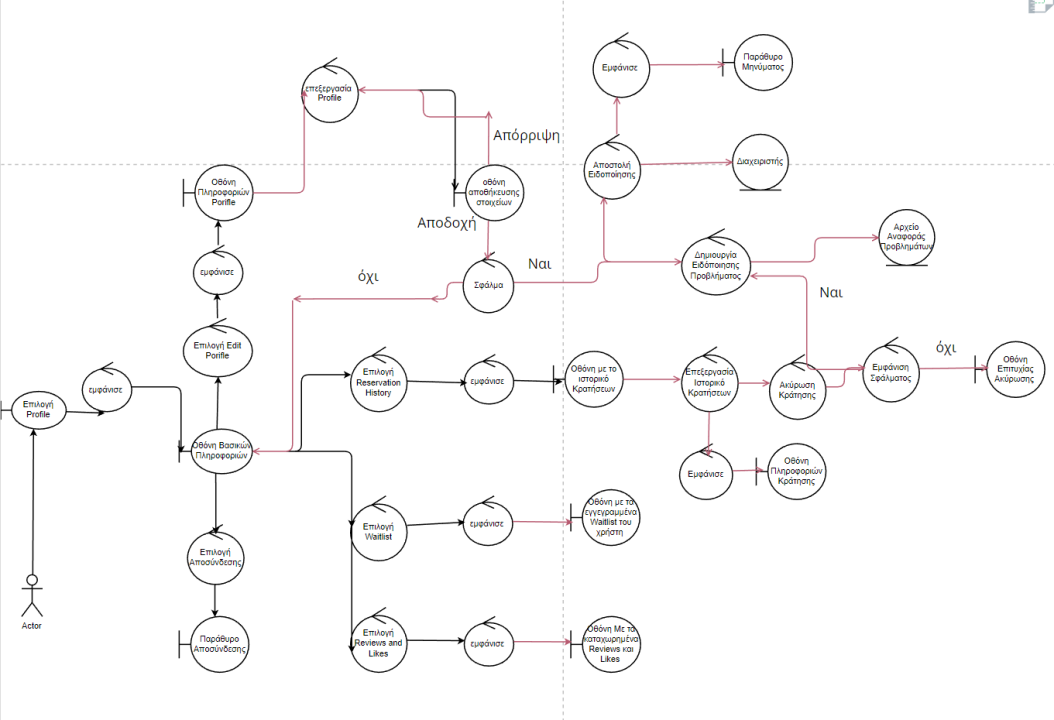 Εμφάνισε
Παράθυρο
Μηνύματος
επεξεργασία
Profile
Απόρριψη
Αποστολή
Ειδοποίησης
Διαχειριστής
Οθόνη
Πληροφοριών
Porifle
οθόνη
αποθήκευσης
στοιχείων
Αποδοχή
Αρχείο
Αναφοράς
Προβλημάτων
εμφάνισε
όχι
Σφάλμα
Ναι
Δημιουργία
Ειδόποίησης
Προβλήματος
Ναι
Επιλογή Edit
Porifle
Επιλογή
Profile
εμφάνισε
Επιλογή
Reservation
History
εμφάνισε
Οθόνη με το
ιστορικό
Κρατήσεων
Επεξεργασία
Ιστορικό
Κρατήσεων
Ακύρωση
Κράτησης
Εμφάνιση
Σφάλματος
όχι
Οθόνη
Επιτυχίας
Ακύρωσης
Οθόνη Βασικών
Πληροφοριών
Εμφάνισε
Οθόνη
Πληροφοριών
Κράτησης
Επιλογή
Waitlist
εμφάνισε
Οθόνη με τα
εγγεγραμμένα
Waitlist του
χρήστη
Επιλογή
Αποσύνδεσης
Actor
Παράθυρο
Αποσύνδεσης
Επιλογή
Reviews and
Likes
εμφάνισε
Οθόνη Με τα
καταχωρημένα
Reviews και
Likes